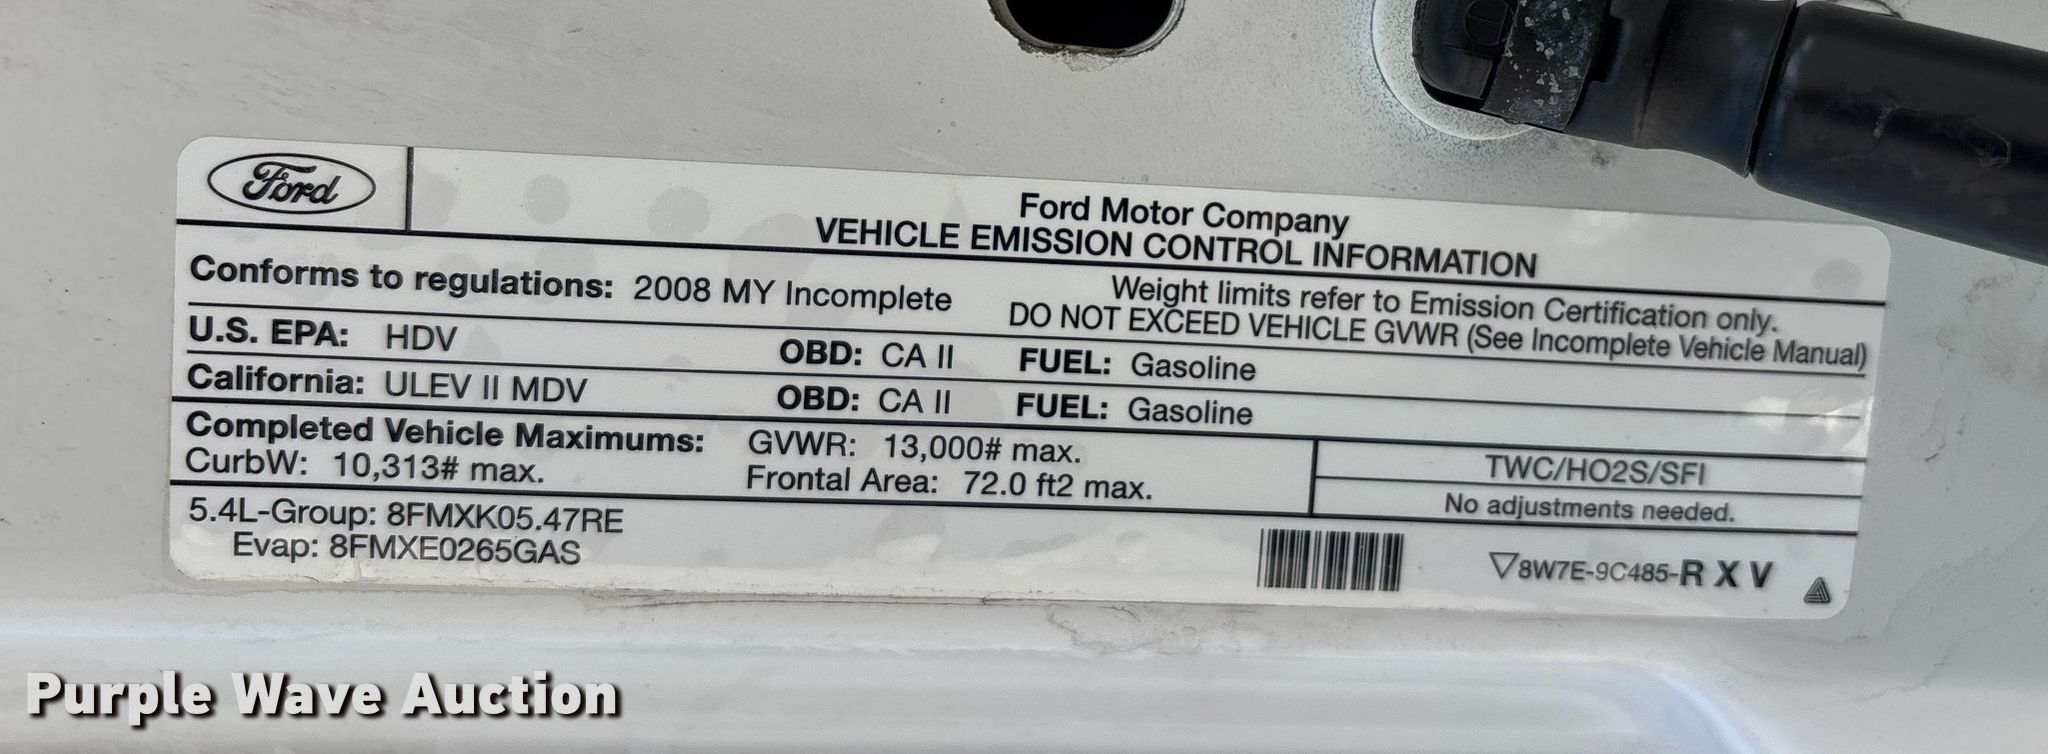 Ford
Ford Motor Company
VEHICLE EMISSION CONTROL INFORMATION
Conforms to regulations: 2008 MY Incomplete
Weight limits refer to Emission Certification only.
DO NOT EXCEED VEHICLE GVWR (See Incomplete Vehicle Manual)
U.S. EPA: HDV OBD: CA II FUEL: Gasoline
California: ULEV II MDV OBD: CA II FUEL: Gasoline
Completed Vehicle Maximums: GVWR: 13,000# max.
CurbW: 10,313# max. Frontal Area: 72.0 ft2 max.
TWC/HO2S/SFI
No adjustments needed.
5.4L-Group: 8FMXK05.47RE
Evap: 8FMXE0265GAS
▽8W7E-9C485-R X V
Purple Wave Auction